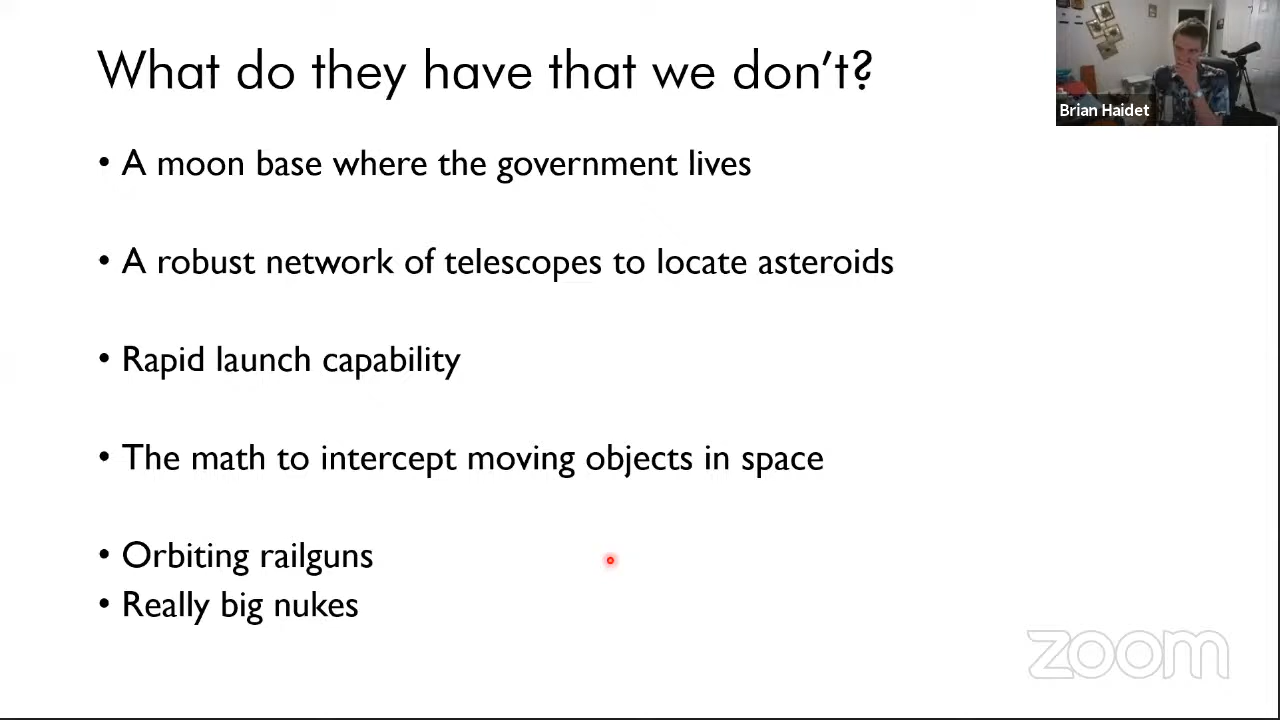 What do they have that we don't?
Brian Haidet
• A moon base where the government lives
• A robust network of telescopes to locate asteroids
• Rapid launch capability
• The math to intercept moving objects in space
• Orbiting railguns
• Really big nukes
zoom